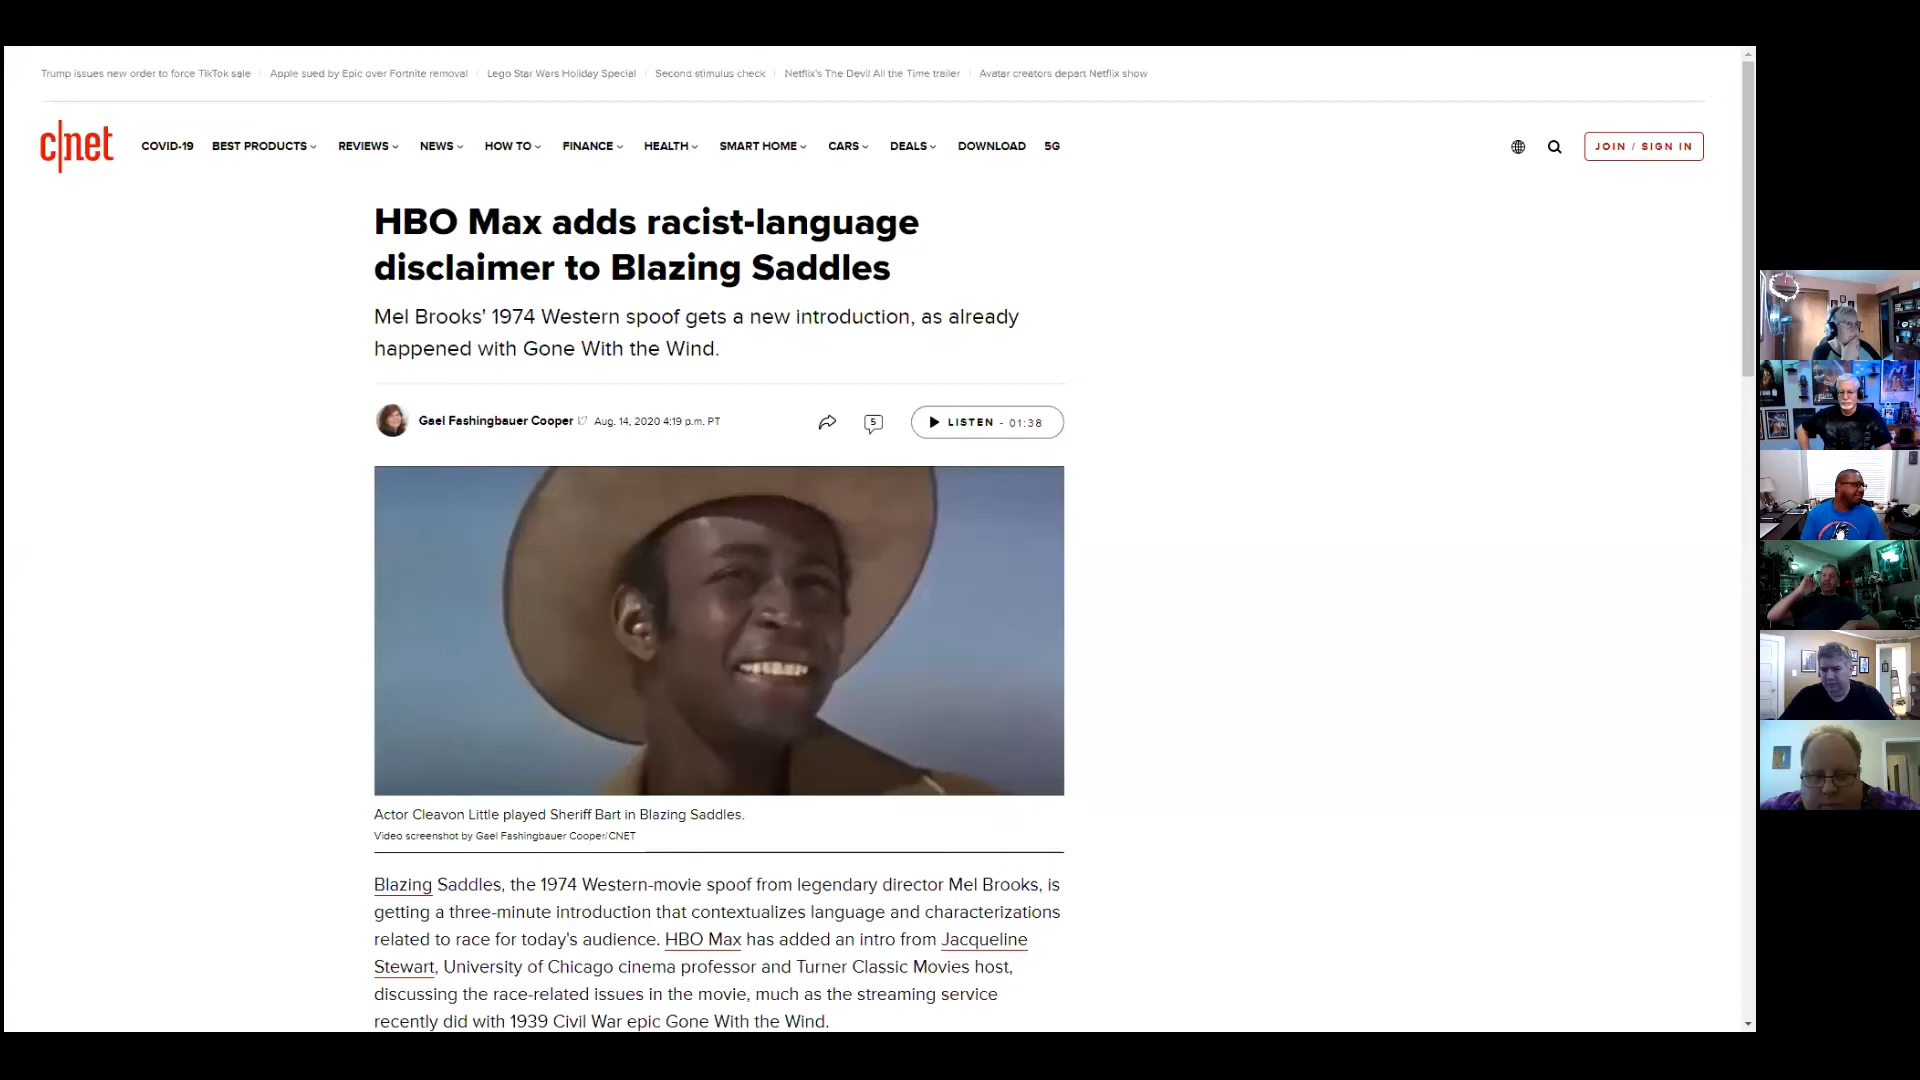 Trump issues new order to force TikTok sale
Apple sued by Epic over Fortnite removal
Lego Star Wars Holiday Special
Second stimulus check
Netflix's The Devil All the Time trailer
Avatar creators depart Netflix show
c|net
COVID-19 BEST PRODUCTS REVIEWS NEWS HOW TO FINANCE HEALTH SMART HOME CARS DEALS DOWNLOAD 5G
JOIN / SIGN IN
HBO Max adds racist-language
disclaimer to Blazing Saddles
Mel Brooks' 1974 Western spoof gets a new introduction, as already
happened with Gone With the Wind.
Gael Fashingbauer Cooper Aug. 14, 2020 4:19 p.m. PT
5
LISTEN - 01:38
Actor Cleavon Little played Sheriff Bart in Blazing Saddles.
Video screenshot by Gael Fashingbauer Cooper/CNET
Blazing Saddles, the 1974 Western-movie spoof from legendary director Mel Brooks, is
getting a three-minute introduction that contextualizes language and characterizations
related to race for today's audience. HBO Max has added an intro from Jacqueline
Stewart, University of Chicago cinema professor and Turner Classic Movies host,
discussing the race-related issues in the movie, much as the streaming service
recently did with 1939 Civil War epic Gone With the Wind.